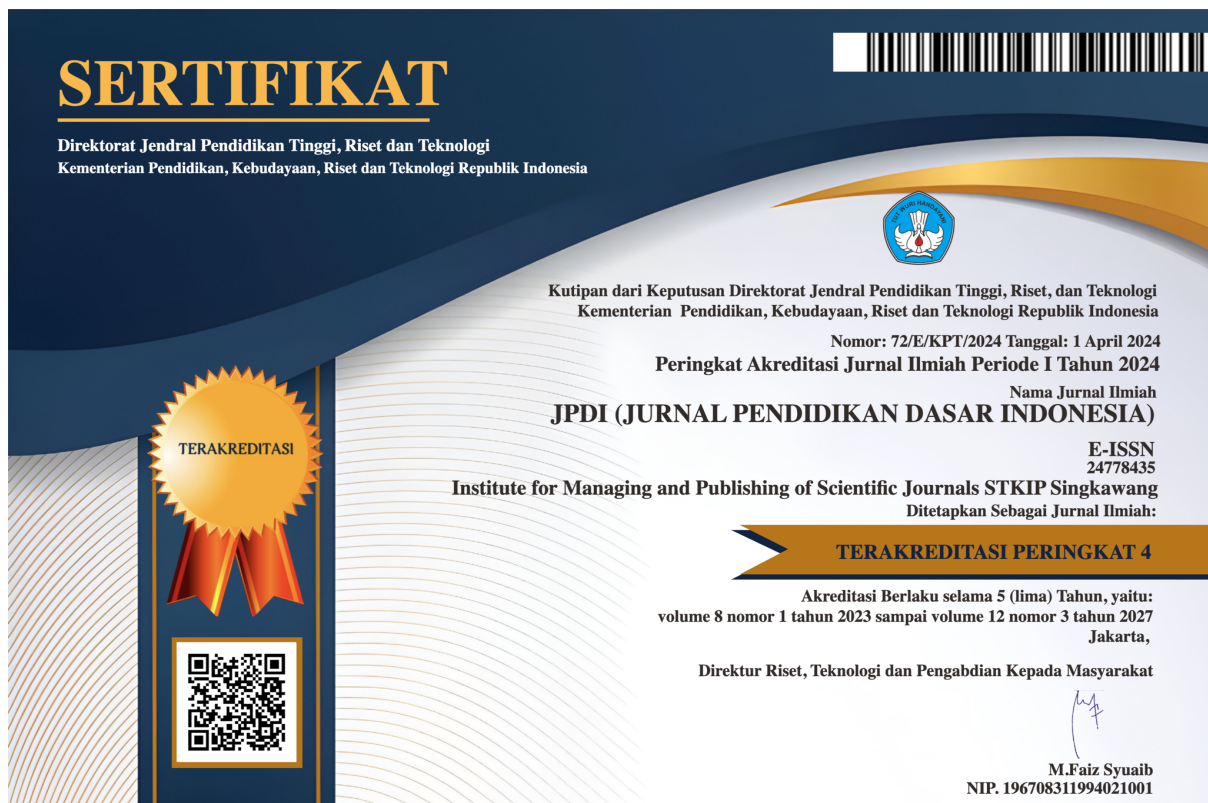 SERTIFIKAT
Direktorat Jendral Pendidikan Tinggi, Riset dan Teknologi
Kementerian Pendidikan, Kebudayaan, Riset dan Teknologi Republik Indonesia
TUT WURI HANDAYANI
Kutipan dari Keputusan Direktorat Jendral Pendidikan Tinggi, Riset, dan Teknologi
Kementerian Pendidikan, Kebudayaan, Riset dan Teknologi Republik Indonesia
Nomor: 72/E/KPT/2024 Tanggal: 1 April 2024
Peringkat Akreditasi Jurnal Ilmiah Periode I Tahun 2024
Nama Jurnal Ilmiah
JPDI (JURNAL PENDIDIKAN DASAR INDONESIA)
E-ISSN
24778435
Institute for Managing and Publishing of Scientific Journals STKIP Singkawang
Ditetapkan Sebagai Jurnal Ilmiah:
TERAKREDITASI
TERAKREDITASI PERINGKAT 4
Akreditasi Berlaku selama 5 (lima) Tahun, yaitu:
volume 8 nomor 1 tahun 2023 sampai volume 12 nomor 3 tahun 2027
Jakarta,
Direktur Riset, Teknologi dan Pengabdian Kepada Masyarakat
M.Faiz Syuaib
NIP. 196708311994021001